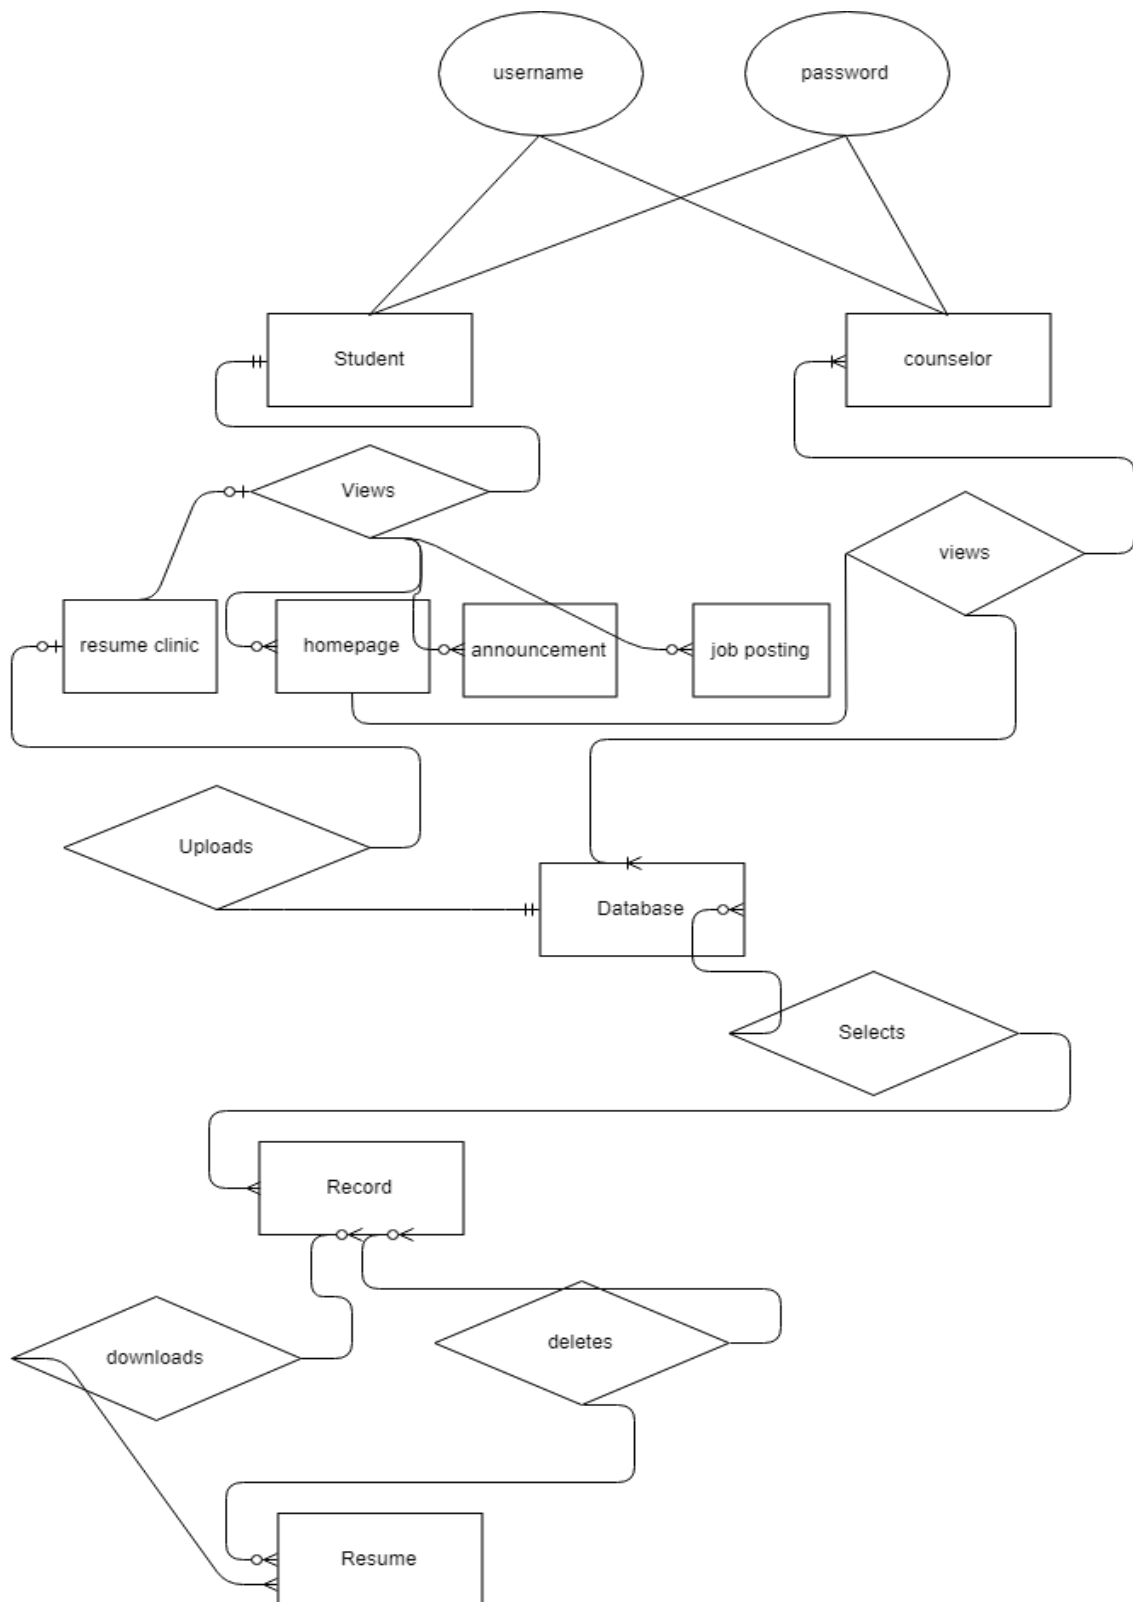 username
password
Student
counselor
Views
views
resume clinic
homepage
announcement
job posting
Uploads
Database
Selects
Record
downloads
deletes
Resume